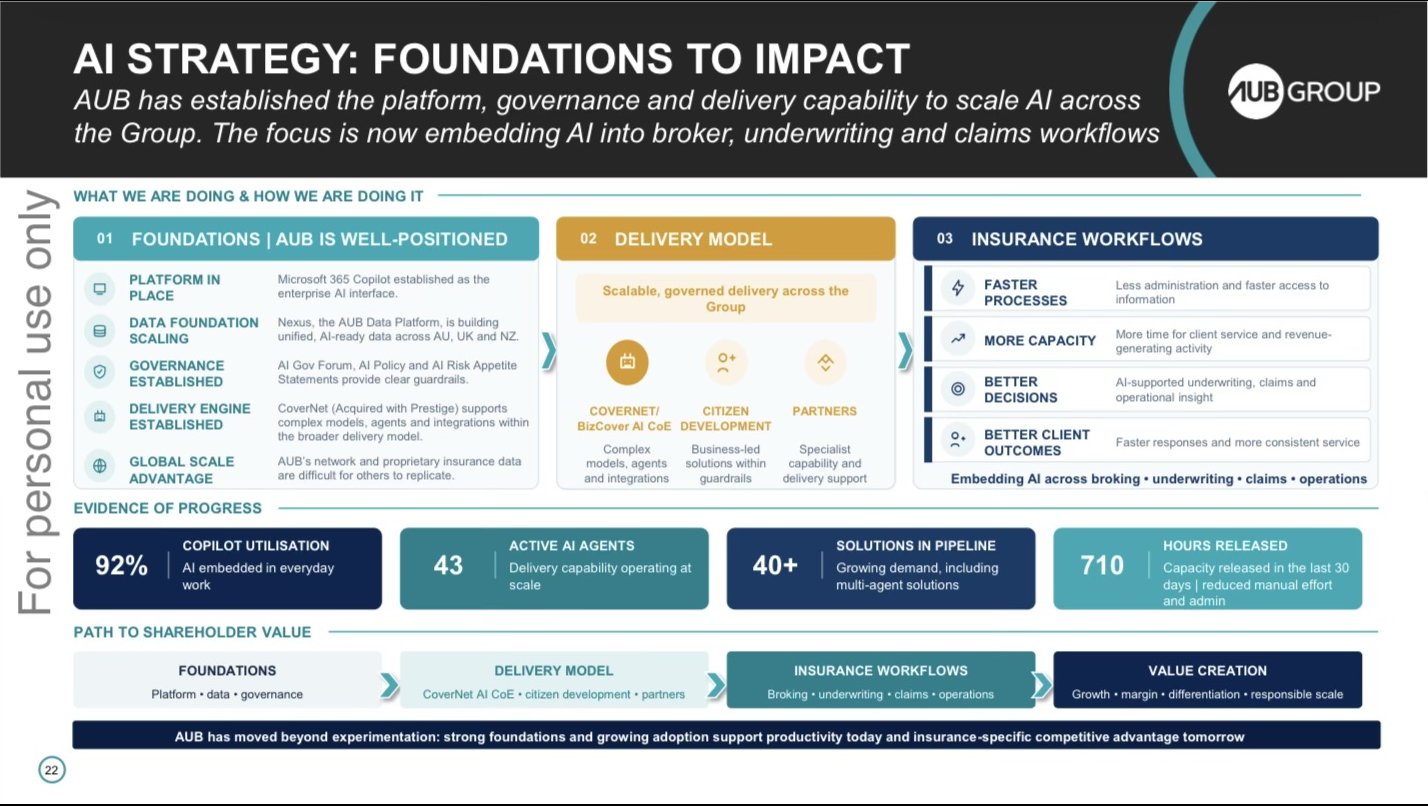 AI STRATEGY: FOUNDATIONS TO IMPACT
AUB has established the platform, governance and delivery capability to scale AI across
the Group. The focus is now embedding AI into broker, underwriting and claims workflows
AUB GROUP
For personal use only
WHAT WE ARE DOING & HOW WE ARE DOING IT
01 FOUNDATIONS | AUB IS WELL-POSITIONED
PLATFORM IN
PLACE
Microsoft 365 Copilot established as the
enterprise AI interface.
DATA FOUNDATION
SCALING
Nexus, the AUB Data Platform, is building
unified, AI-ready data across AU, UK and NZ.
GOVERNANCE
ESTABLISHED
AI Gov Forum, AI Policy and AI Risk Appetite
Statements provide clear guardrails.
DELIVERY ENGINE
ESTABLISHED
CoverNet (Acquired with Prestige) supports
complex models, agents and integrations within
the broader delivery model.
GLOBAL SCALE
ADVANTAGE
AUB's network and proprietary insurance data
are difficult for others to replicate.
02 DELIVERY MODEL
Scalable, governed delivery across the
Group
COVERNET/
BizCover AI CoE
Complex
models, agents
and integrations
CITIZEN
DEVELOPMENT
Business-led
solutions within
guardrails
PARTNERS
Specialist
capability and
delivery support
03 INSURANCE WORKFLOWS
FASTER
PROCESSES
Less administration and faster access to
information
MORE CAPACITY
More time for client service and revenue-
generating activity
BETTER
DECISIONS
AI-supported underwriting, claims and
operational insight
BETTER CLIENT
OUTCOMES
Faster responses and more consistent service
Embedding AI across broking • underwriting • claims • operations
EVIDENCE OF PROGRESS
92%
COPILOT UTILISATION
AI embedded in everyday
work
43
ACTIVE AI AGENTS
Delivery capability operating at
scale
40+
SOLUTIONS IN PIPELINE
Growing demand, including
multi-agent solutions
710
HOURS RELEASED
Capacity released in the last 30
days | reduced manual effort
and admin
PATH TO SHAREHOLDER VALUE
FOUNDATIONS
Platform • data • governance
DELIVERY MODEL
CoverNet AI CoE • citizen development • partners
INSURANCE WORKFLOWS
Broking • underwriting • claims • operations
VALUE CREATION
Growth • margin • differentiation • responsible scale
AUB has moved beyond experimentation: strong foundations and growing adoption support productivity today and insurance-specific competitive advantage tomorrow
22